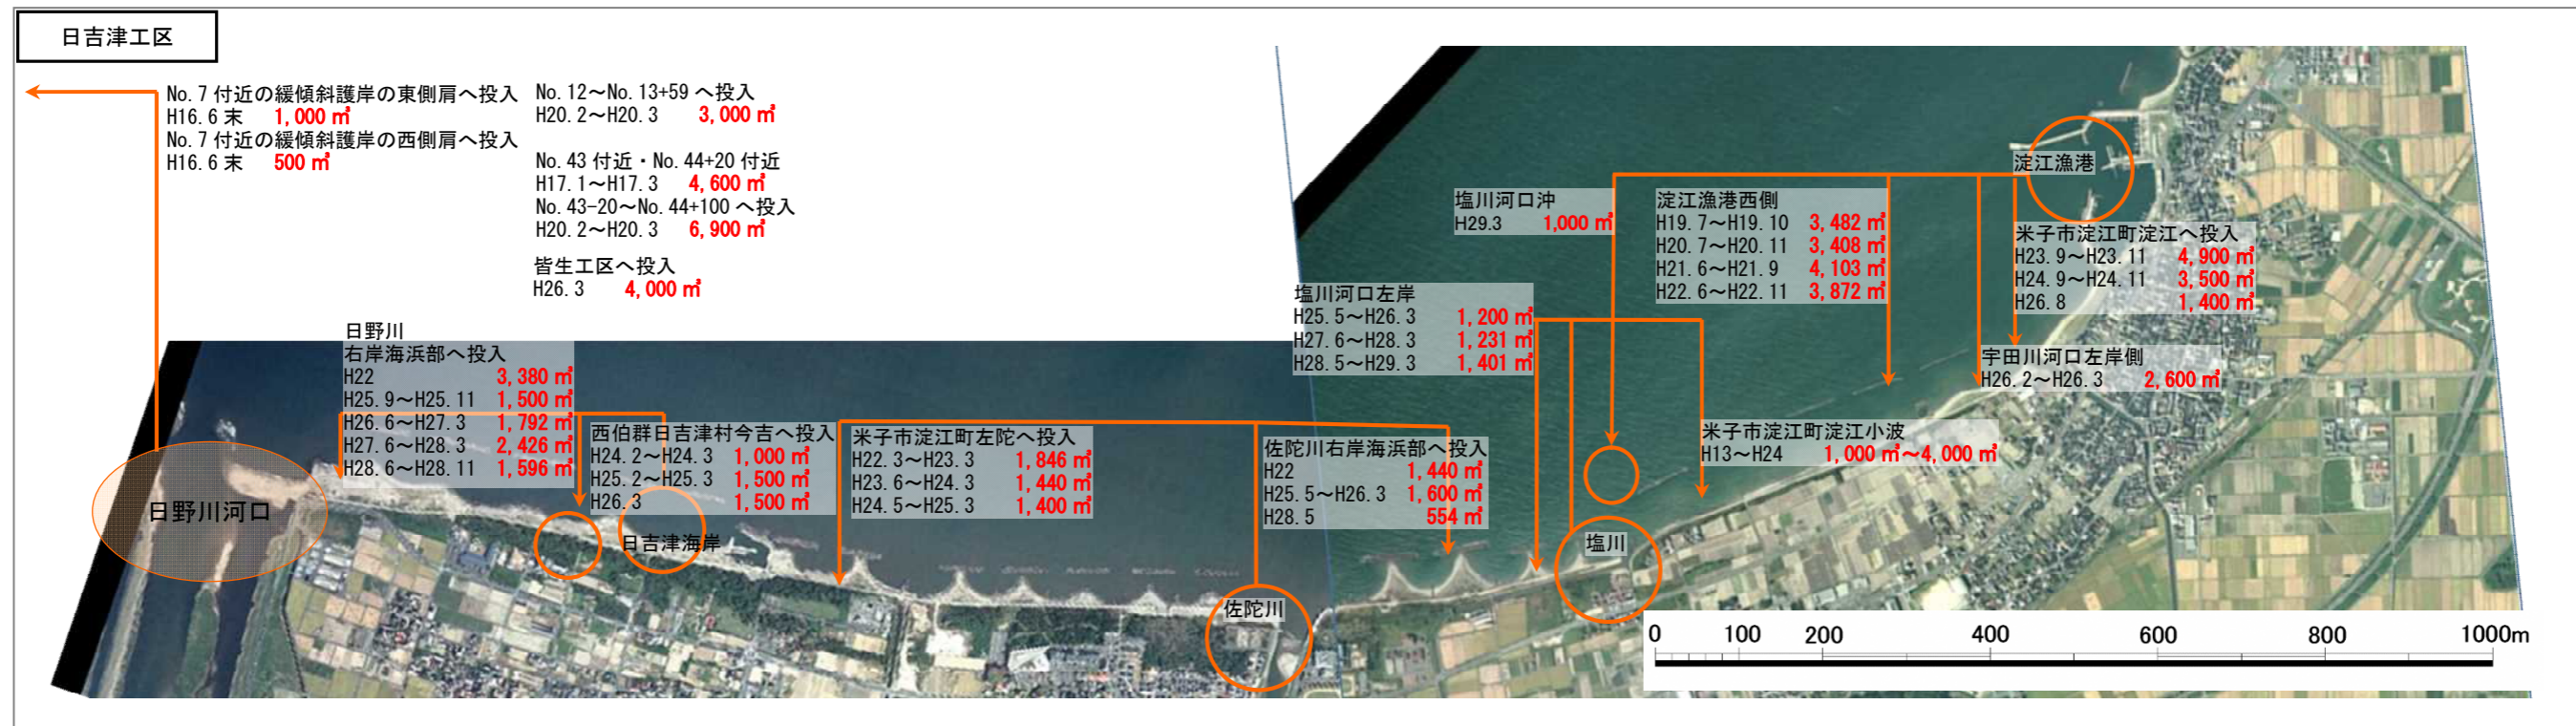 日吉津工区
No.7 付近の緩傾斜護岸の東側肩へ投入
H16.6 末 1,000 ㎥
No.7 付近の緩傾斜護岸の西側肩へ投入
H16.6 末 500 ㎥
No.12～No.13+59 へ投入
H20.2～H20.3 3,000 ㎥
No.43 付近・No.44+20 付近
H17.1～H17.3 4,600 ㎥
No.43-20～No.44+100 へ投入
H20.2～H20.3 6,900 ㎥
皆生工区へ投入
H26.3 4,000 ㎥
日野川
右岸海浜部へ投入
H22 3,380 ㎥
H25.9～H25.11 1,500 ㎥
H26.6～H27.3 1,792 ㎥
H27.6～H28.3 2,426 ㎥
H28.6～H28.11 1,596 ㎥
日野川河口
西伯群日吉津村今吉へ投入
H24.2～H24.3 1,000 ㎥
H25.2～H25.3 1,500 ㎥
H26.3 1,500 ㎥
日吉津海岸
米子市淀江町左陀へ投入
H22.3～H23.3 1,846 ㎥
H23.6～H24.3 1,440 ㎥
H24.5～H25.3 1,400 ㎥
佐陀川
佐陀川右岸海浜部へ投入
H22 1,440 ㎥
H25.5～H26.3 1,600 ㎥
H28.5 554 ㎥
塩川河口左岸
H25.5～H26.3 1,200 ㎥
H27.6～H28.3 1,231 ㎥
H28.5～H29.3 1,401 ㎥
塩川河口沖
H29.3 1,000 ㎥
塩川
淀江漁港西側
H19.7～H19.10 3,482 ㎥
H20.7～H20.11 3,408 ㎥
H21.6～H21.9 4,103 ㎥
H22.6～H22.11 3,872 ㎥
米子市淀江町淀江小波
H13～H24 1,000 ㎥～4,000 ㎥
淀江漁港
米子市淀江町淀江へ投入
H23.9～H23.11 4,900 ㎥
H24.9～H24.11 3,500 ㎥
H26.8 1,400 ㎥
宇田川河口左岸側
H26.2～H26.3 2,600 ㎥
0 100 200 400 600 800 1000m